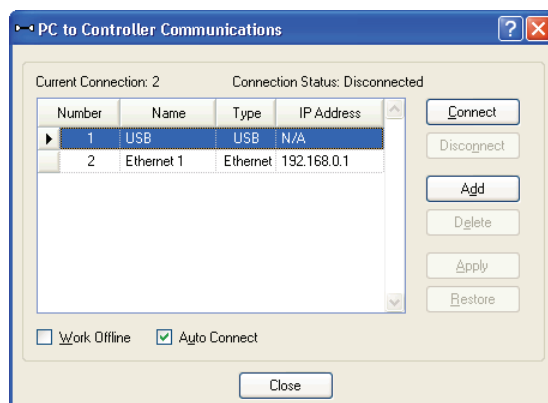 PC to Controller Communications
Current Connection: 2 Connection Status: Disconnected
Number Name Type IP Address
1 USB USB N/A
2 Ethernet 1 Ethernet 192.168.0.1
Connect
Disconnect
Add
Delete
Apply
Restore
Work Offline Auto Connect
Close